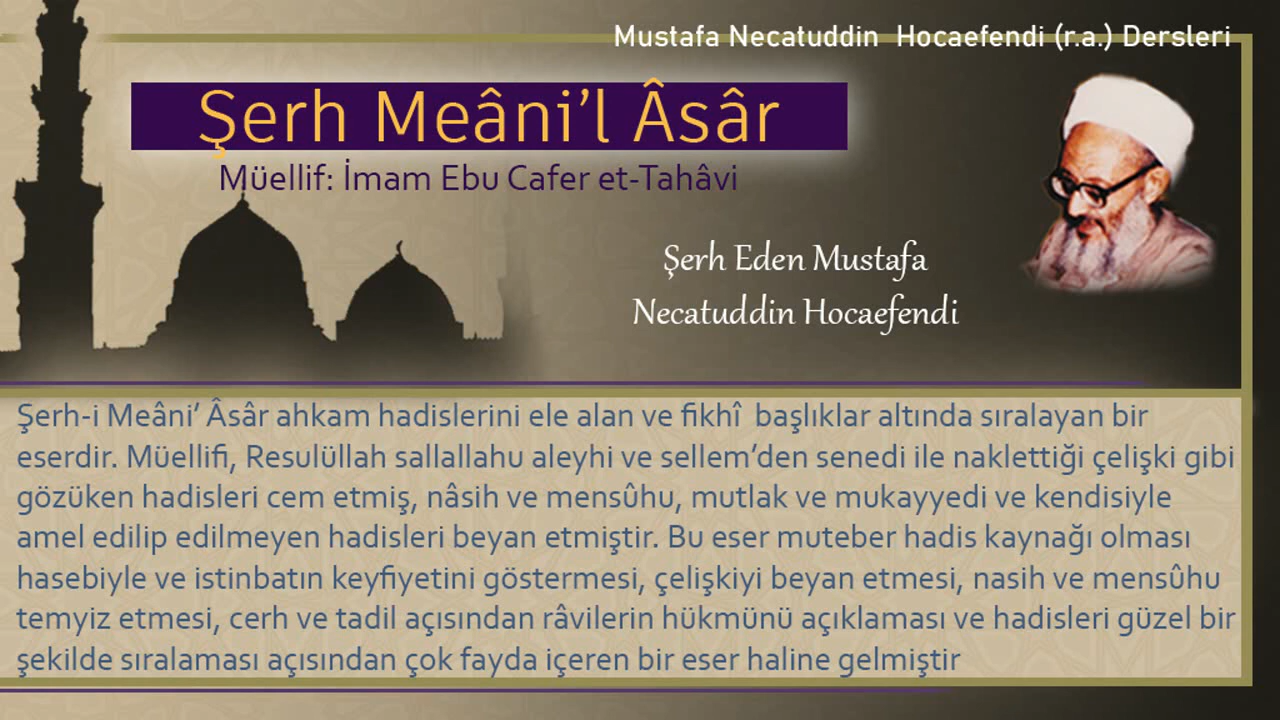 Mustafa Necatuddin Hocaefendi (r.a.) Dersleri
Şerh Meâni’l Âsâr
Müellif: İmam Ebu Cafer et-Tahâvi
Şerh Eden Mustafa
Necatuddin Hocaefendi
Şerh-i Meâni’ Âsâr ahkam hadislerini ele alan ve fikhî başlıklar altında sıralayan bir
eserdir. Müellifi, Resulüllah sallallahu aleyhi ve sellem’den senedi ile naklettiği çelişki gibi
gözüken hadisleri cem etmiş, nâsih ve mensûhu, mutlak ve mukayyedi ve kendisiyle
amel edilip edilmeyen hadisleri beyan etmiştir. Bu eser muteber hadis kaynağı olması
hasebiyle ve istinbatın keyfiyetini göstermesi, çelişkiyi beyan etmesi, nasih ve mensûhu
temyiz etmesi, cerh ve tadil açısından râvilerin hükmünü açıklaması ve hadisleri güzel bir
şekilde sıralaması açısından çok fayda içeren bir eser haline gelmiştir